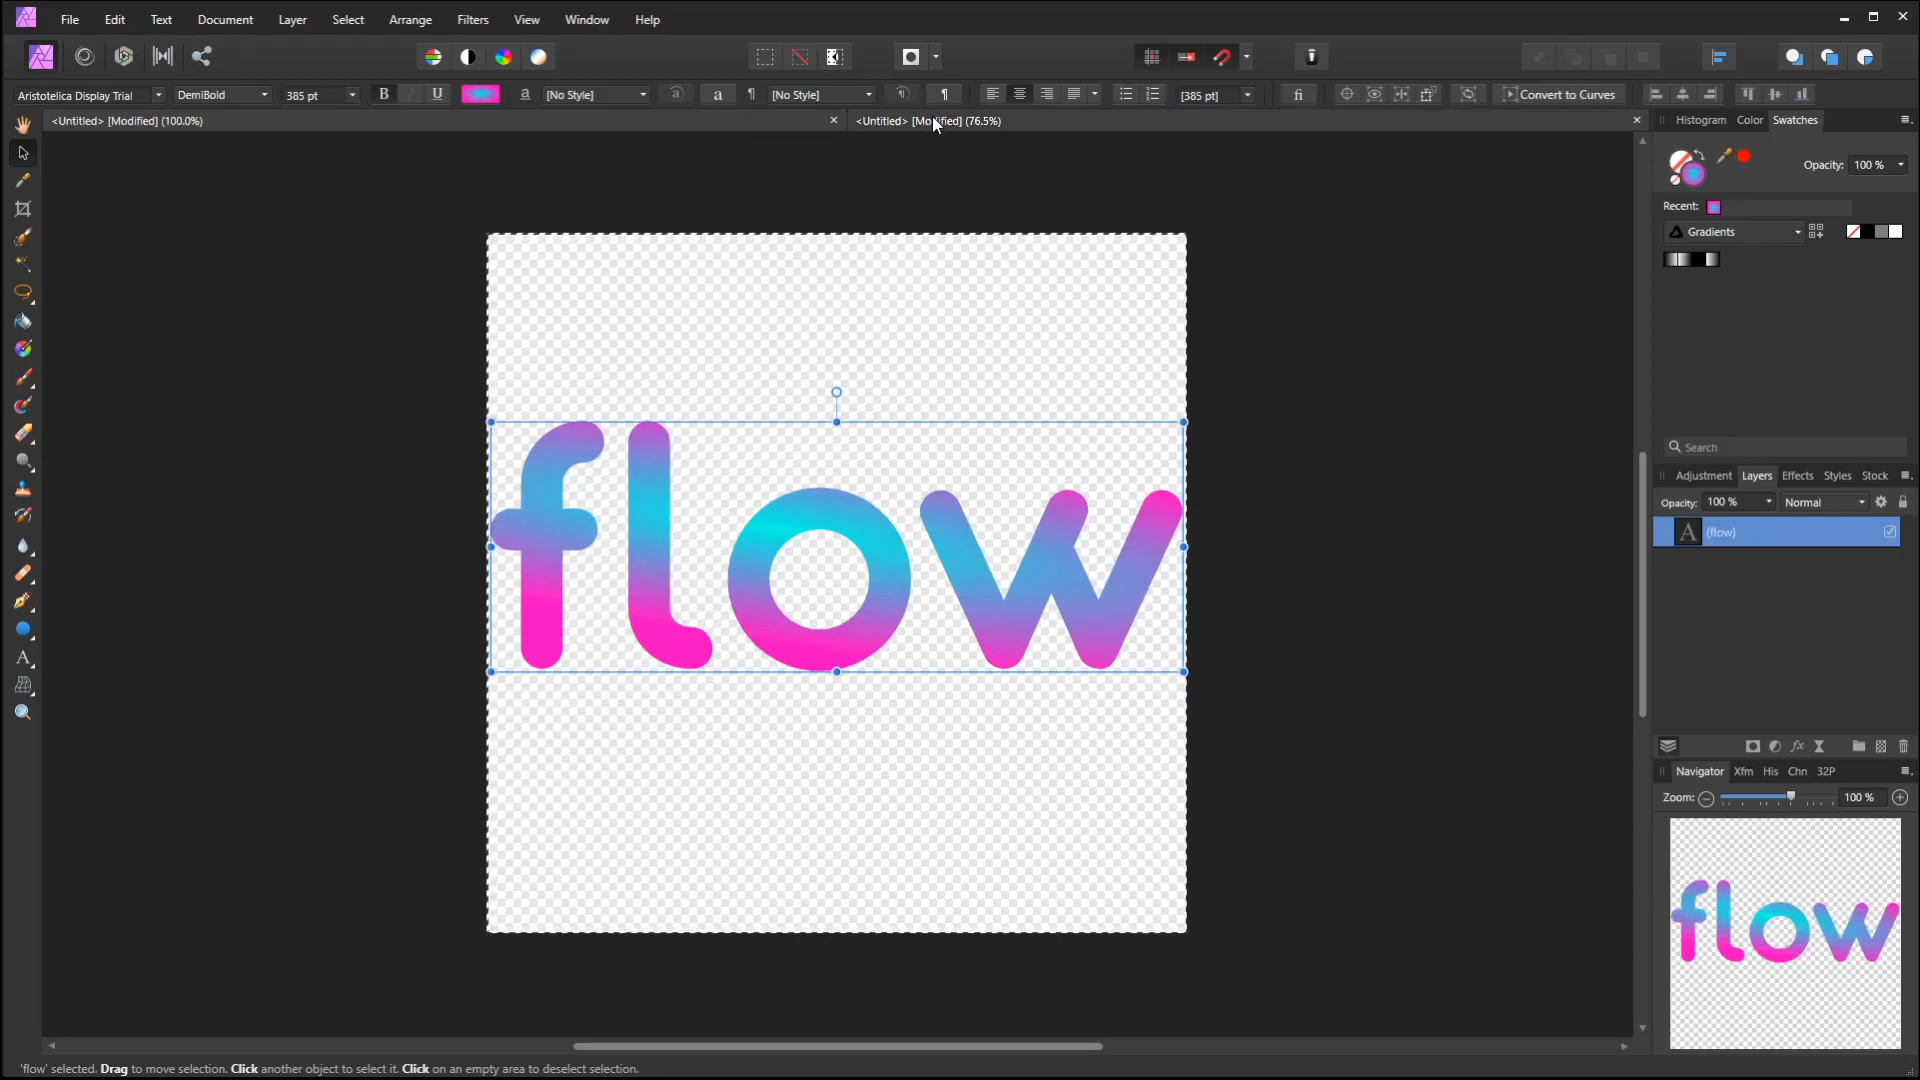 File Edit Text Document Layer Select Arrange Filters View Window Help
Aristotelica Display Trial DemiBold 385 pt B U a [No Style] a a ¶ [No Style] ¶ ¶ [385 pt] fi Convert to Curves
<Untitled> [Modified] (100.0%) <Untitled> [Modified] (76.5%)
Histogram Color Swatches
Opacity: 100 %
Recent:
Gradients
flow
Search
Adjustment Layers Effects Styles Stock
Opacity: 100 % Normal
A (flow)
fx
Navigator Xfm His Chn 32P
Zoom: 100 %
flow
'flow' selected. Drag to move selection. Click another object to select it. Click on an empty area to deselect selection.